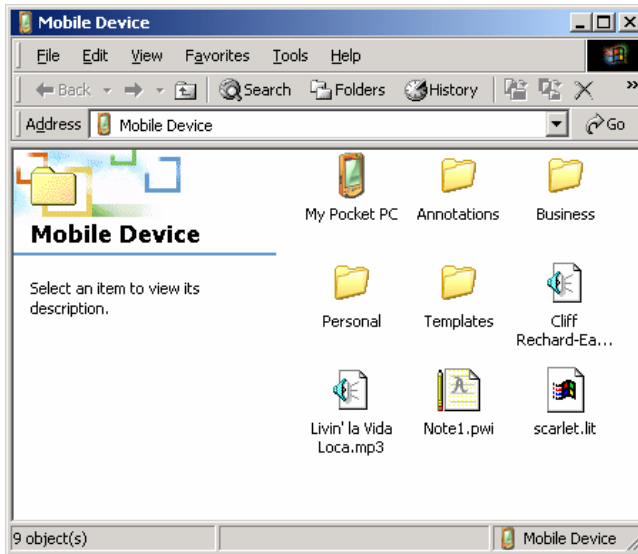 Mobile Device
File Edit View Favorites Tools Help
Back Search Folders History »
Address Mobile Device Go
Mobile Device
Select an item to view its
description.
My Pocket PC Annotations Business
Personal Templates Cliff
Rechard-Ea...
Livin' la Vida
Loca.mp3 Note1.pwi scarlet.lit
9 object(s) Mobile Device